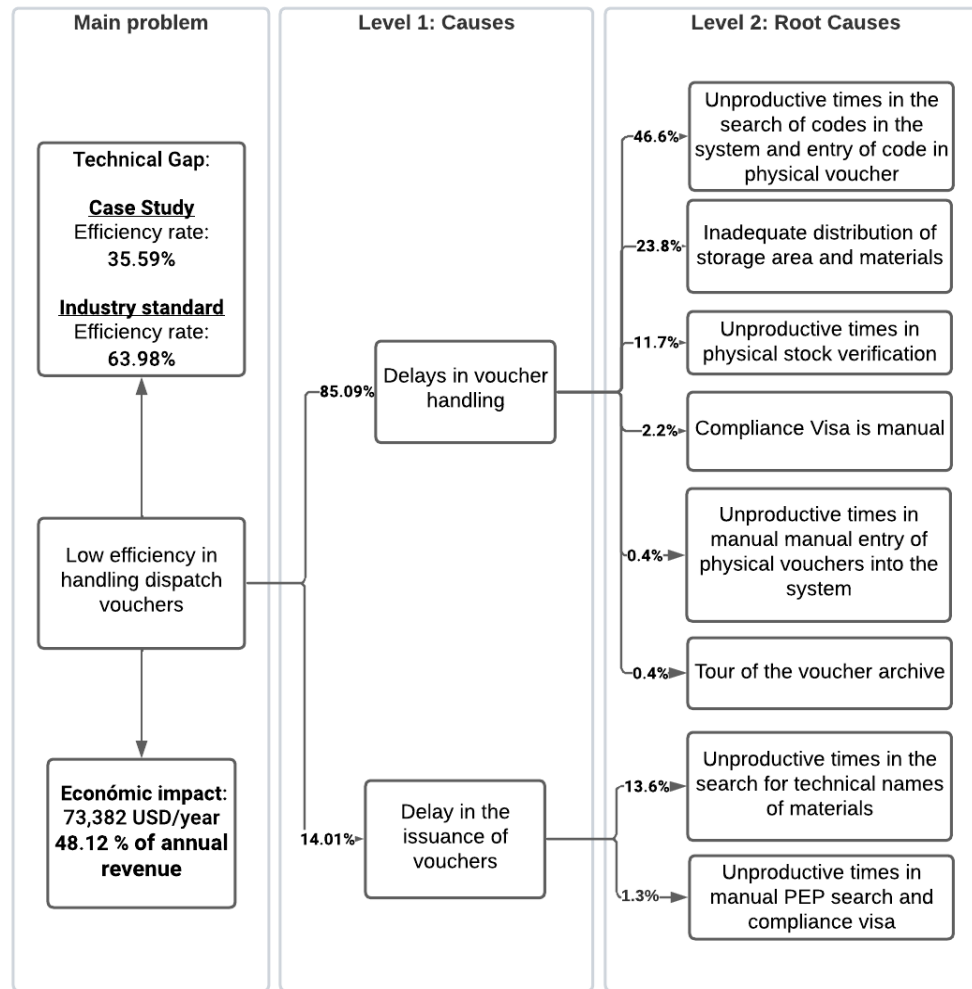 Main problem
Level 1: Causes
Level 2: Root Causes
Technical Gap:
Case Study
Efficiency rate:
35.59%
Industry standard
Efficiency rate:
63.98%
Low efficiency in
handling dispatch
vouchers
Económic impact:
73,382 USD/year
48.12 % of annual
revenue
85.09%
Delays in voucher
handling
14.01%
Delay in the
issuance of
vouchers
46.6%
Unproductive times in the
search of codes in the
system and entry of code in
physical voucher
23.8%
Inadequate distribution of
storage area and materials
11.7%
Unproductive times in
physical stock verification
2.2%
Compliance Visa is manual
0.4%
Unproductive times in
manual manual entry of
physical vouchers into the
system
0.4%
Tour of the voucher archive
13.6%
Unproductive times in the
search for technical names
of materials
1.3%
Unproductive times in
manual PEP search and
compliance visa